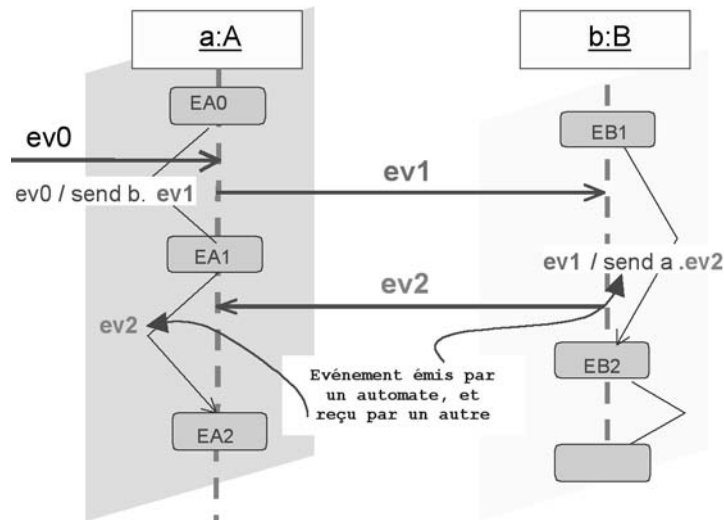 a:A
b:B
EA0
EB1
ev0
ev1
ev0 / send b. ev1
EA1
ev1 / send a .ev2
ev2
ev2
Evénement émis par
un automate, et
reçu par un autre
EB2
EA2